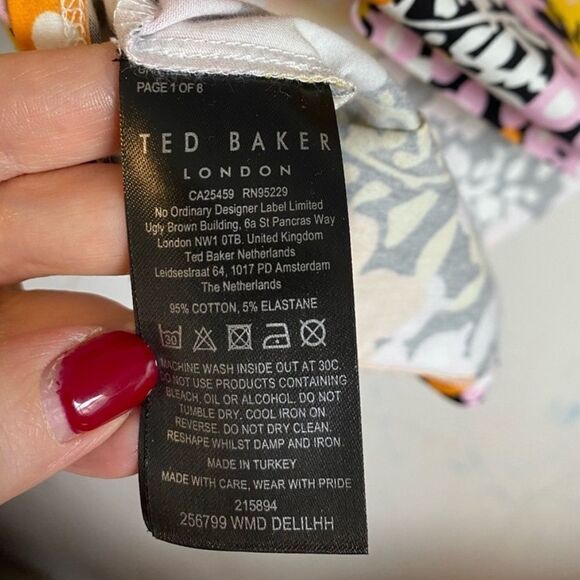 PAGE 1 OF 8
TED BAKER
LONDON
CA25459 RN95229
No Ordinary Designer Label Limited
Ugly Brown Building, 6a St Pancras Way
London NW1 0TB. United Kingdom
Ted Baker Netherlands
Leidsestraat 64, 1017 PD Amsterdam
The Netherlands
95% COTTON, 5% ELASTANE
30
MACHINE WASH INSIDE OUT AT 30C.
DO NOT USE PRODUCTS CONTAINING
BLEACH, OIL OR ALCOHOL. DO NOT
TUMBLE DRY. COOL IRON ON
REVERSE. DO NOT DRY CLEAN.
RESHAPE WHILST DAMP AND IRON.
MADE IN TURKEY
MADE WITH CARE, WEAR WITH PRIDE
215894
256799 WMD DELILHH